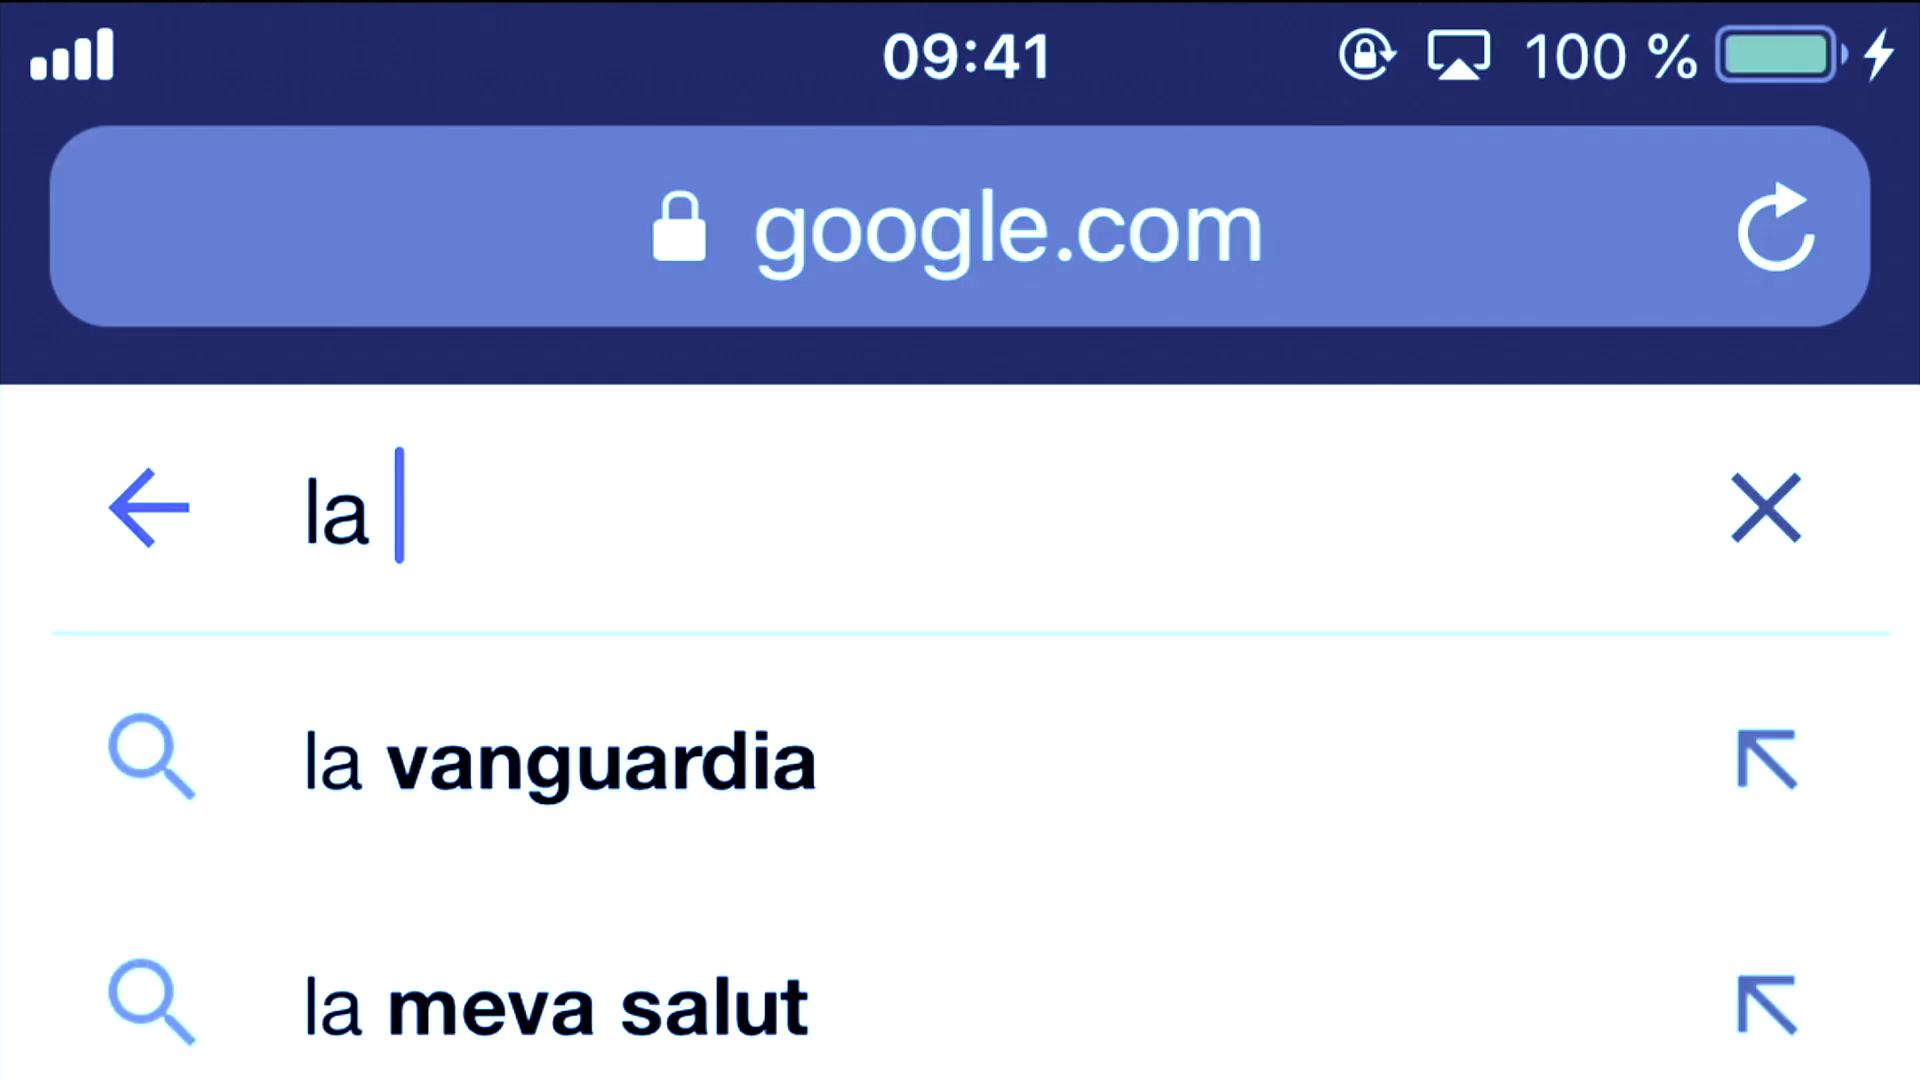 09:41
100 %
google.com
la
la vanguardia
la meva salut